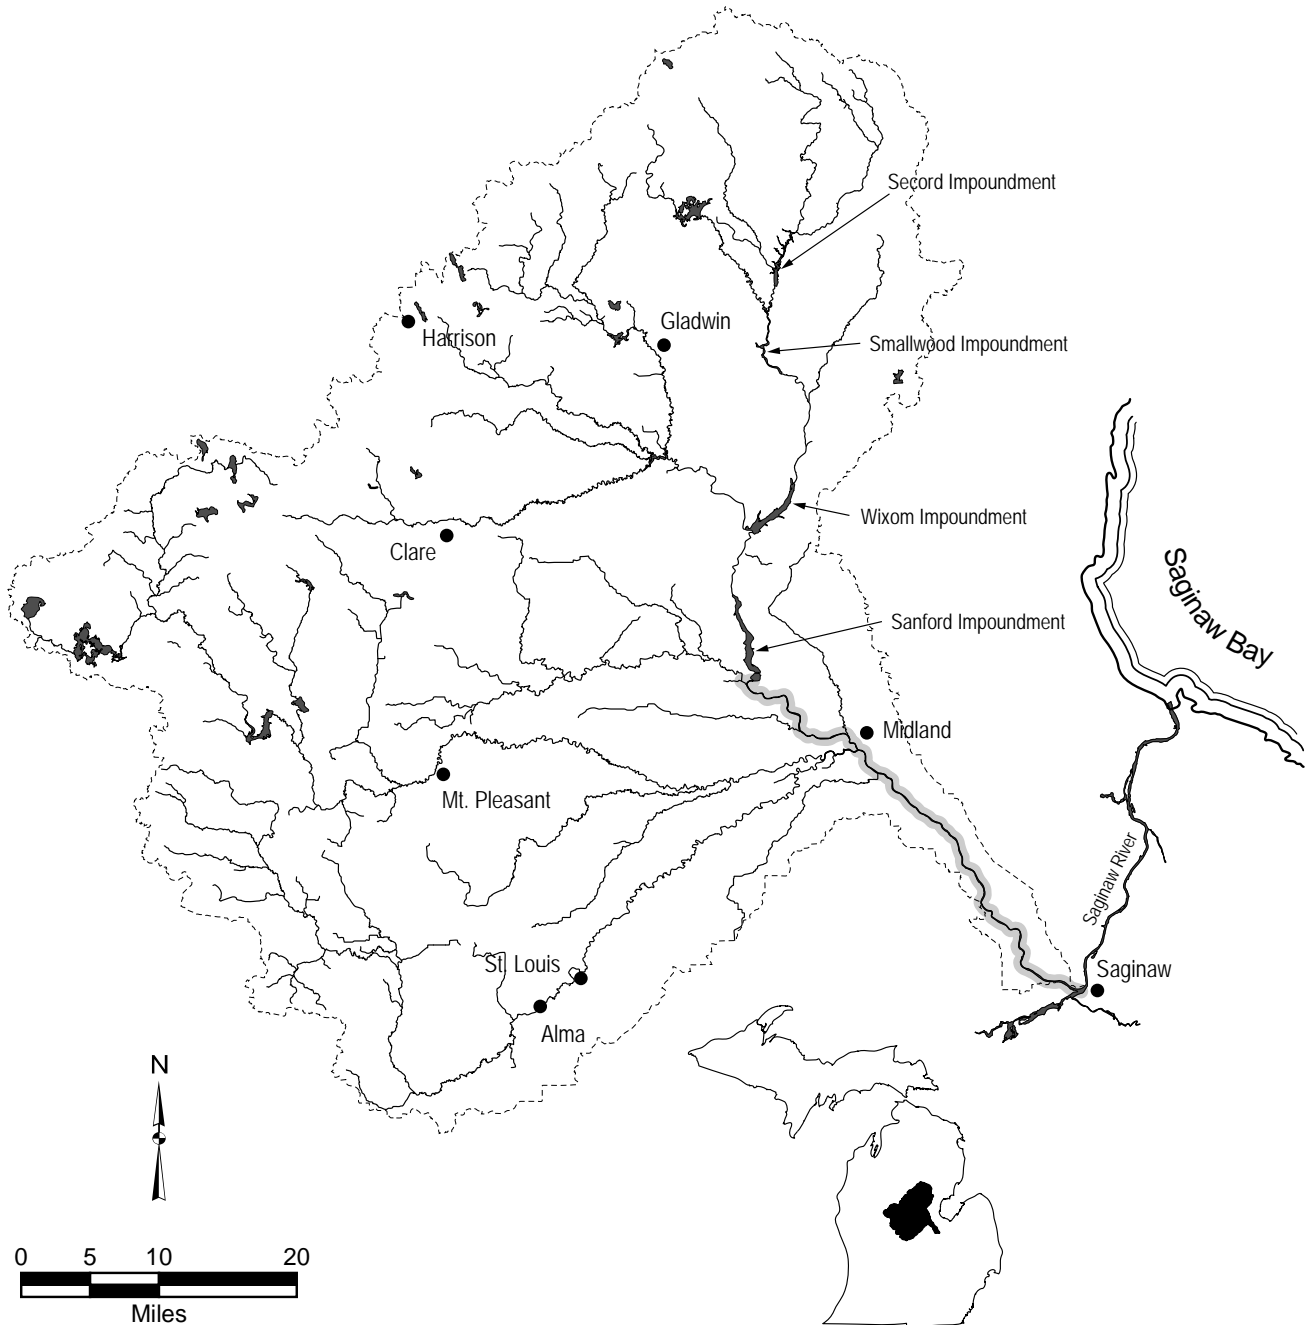 Secord Impoundment
Gladwin
Harrison
Smallwood Impoundment
Wixom Impoundment
Clare
Saginaw Bay
Sanford Impoundment
Midland
Mt. Pleasant
Saginaw River
St. Louis
Saginaw
Alma
N
0 5 10 20
Miles